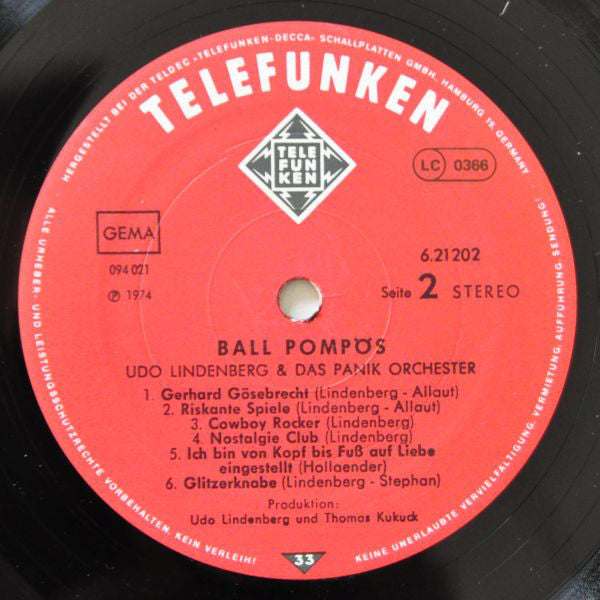 HERGESTELLT BEI DER TELDEC »TELEFUNKEN-DECCA« SCHALLPLATTEN GMBH, HAMBURG 19, GERMANY
TELEFUNKEN
TELE
FUN
KEN
LC 0366
GEMA
094 021
℗ 1974
6.21202
Seite 2 STEREO
BALL POMPÖS
UDO LINDENBERG & DAS PANIK ORCHESTER
1. Gerhard Gösebrecht (Lindenberg - Allaut)
2. Riskante Spiele (Lindenberg - Allaut)
3. Cowboy Rocker (Lindenberg)
4. Nostalgie Club (Lindenberg)
5. Ich bin von Kopf bis Fuß auf Liebe
eingestellt (Hollaender)
6. Glitzerknabe (Lindenberg - Stephan)
Produktion:
Udo Lindenberg und Thomas Kukuck
33
ALLE URHEBER- UND LEISTUNGSSCHUTZRECHTE VORBEHALTEN. KEIN VERLEIH!
KEINE UNERLAUBTE VERVIELFÄLTIGUNG, VERMIETUNG, AUFFÜHRUNG, SENDUNG!